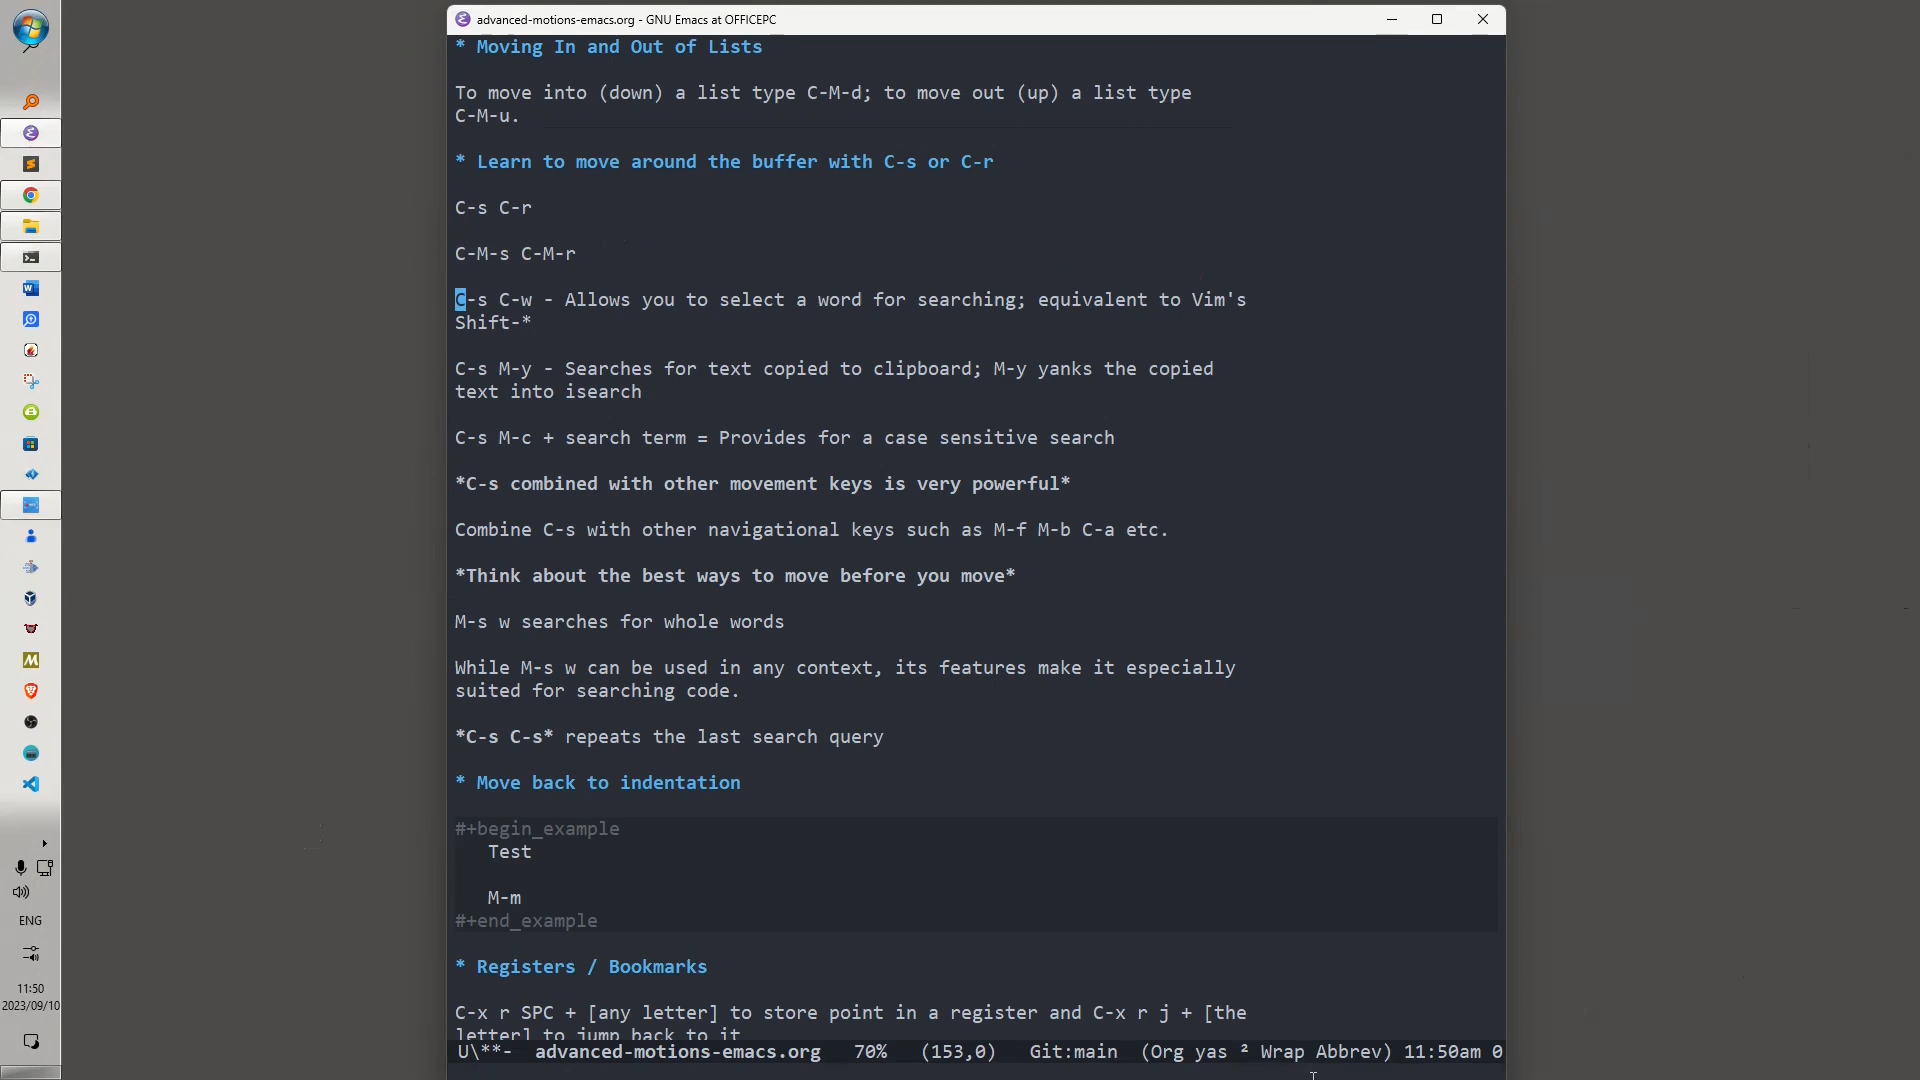 advanced-motions-emacs.org - GNU Emacs at OFFICEPC
* Moving In and Out of Lists
To move into (down) a list type C-M-d; to move out (up) a list type
C-M-u.
* Learn to move around the buffer with C-s or C-r
C-s C-r
C-M-s C-M-r
C-s C-w - Allows you to select a word for searching; equivalent to Vim's
Shift-*
C-s M-y - Searches for text copied to clipboard; M-y yanks the copied
text into isearch
C-s M-c + search term = Provides for a case sensitive search
*C-s combined with other movement keys is very powerful*
Combine C-s with other navigational keys such as M-f M-b C-a etc.
*Think about the best ways to move before you move*
M-s w searches for whole words
While M-s w can be used in any context, its features make it especially
suited for searching code.
*C-s C-s* repeats the last search query
* Move back to indentation
#+begin_example
Test
M-m
#+end_example
* Registers / Bookmarks
C-x r SPC + [any letter] to store point in a register and C-x r j + [the
letter] to jump back to it
U\**- advanced-motions-emacs.org 70% (153,0) Git:main (Org yas ² Wrap Abbrev) 11:50am 0
ENG
11:50
2023/09/10